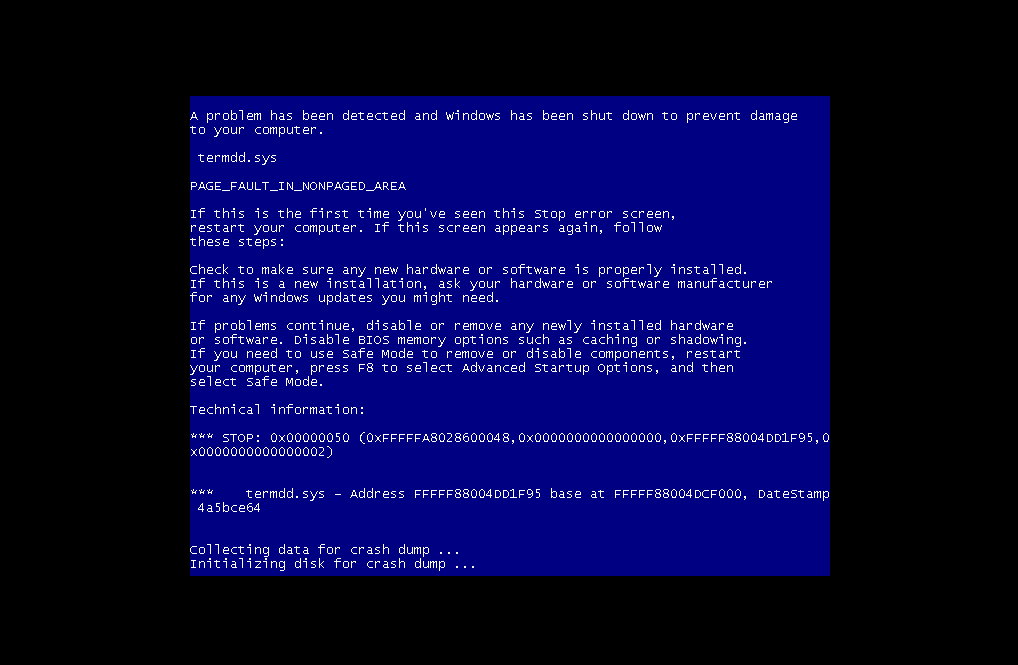 A problem has been detected and Windows has been shut down to prevent damage
to your computer.
termdd.sys
PAGE_FAULT_IN_NONPAGED_AREA
If this is the first time you've seen this Stop error screen,
restart your computer. If this screen appears again, follow
these steps:
Check to make sure any new hardware or software is properly installed.
If this is a new installation, ask your hardware or software manufacturer
for any Windows updates you might need.
If problems continue, disable or remove any newly installed hardware
or software. Disable BIOS memory options such as caching or shadowing.
If you need to use Safe Mode to remove or disable components, restart
your computer, press F8 to select Advanced Startup Options, and then
select Safe Mode.
Technical information:
*** STOP: 0x00000050 (0xFFFFFA8028600048,0x0000000000000000,0xFFFFF88004DD1F95,0
x0000000000000002)
***    termdd.sys - Address FFFFF88004DD1F95 base at FFFFF88004DCF000, DateStamp
4a5bce64
Collecting data for crash dump ...
Initializing disk for crash dump ...